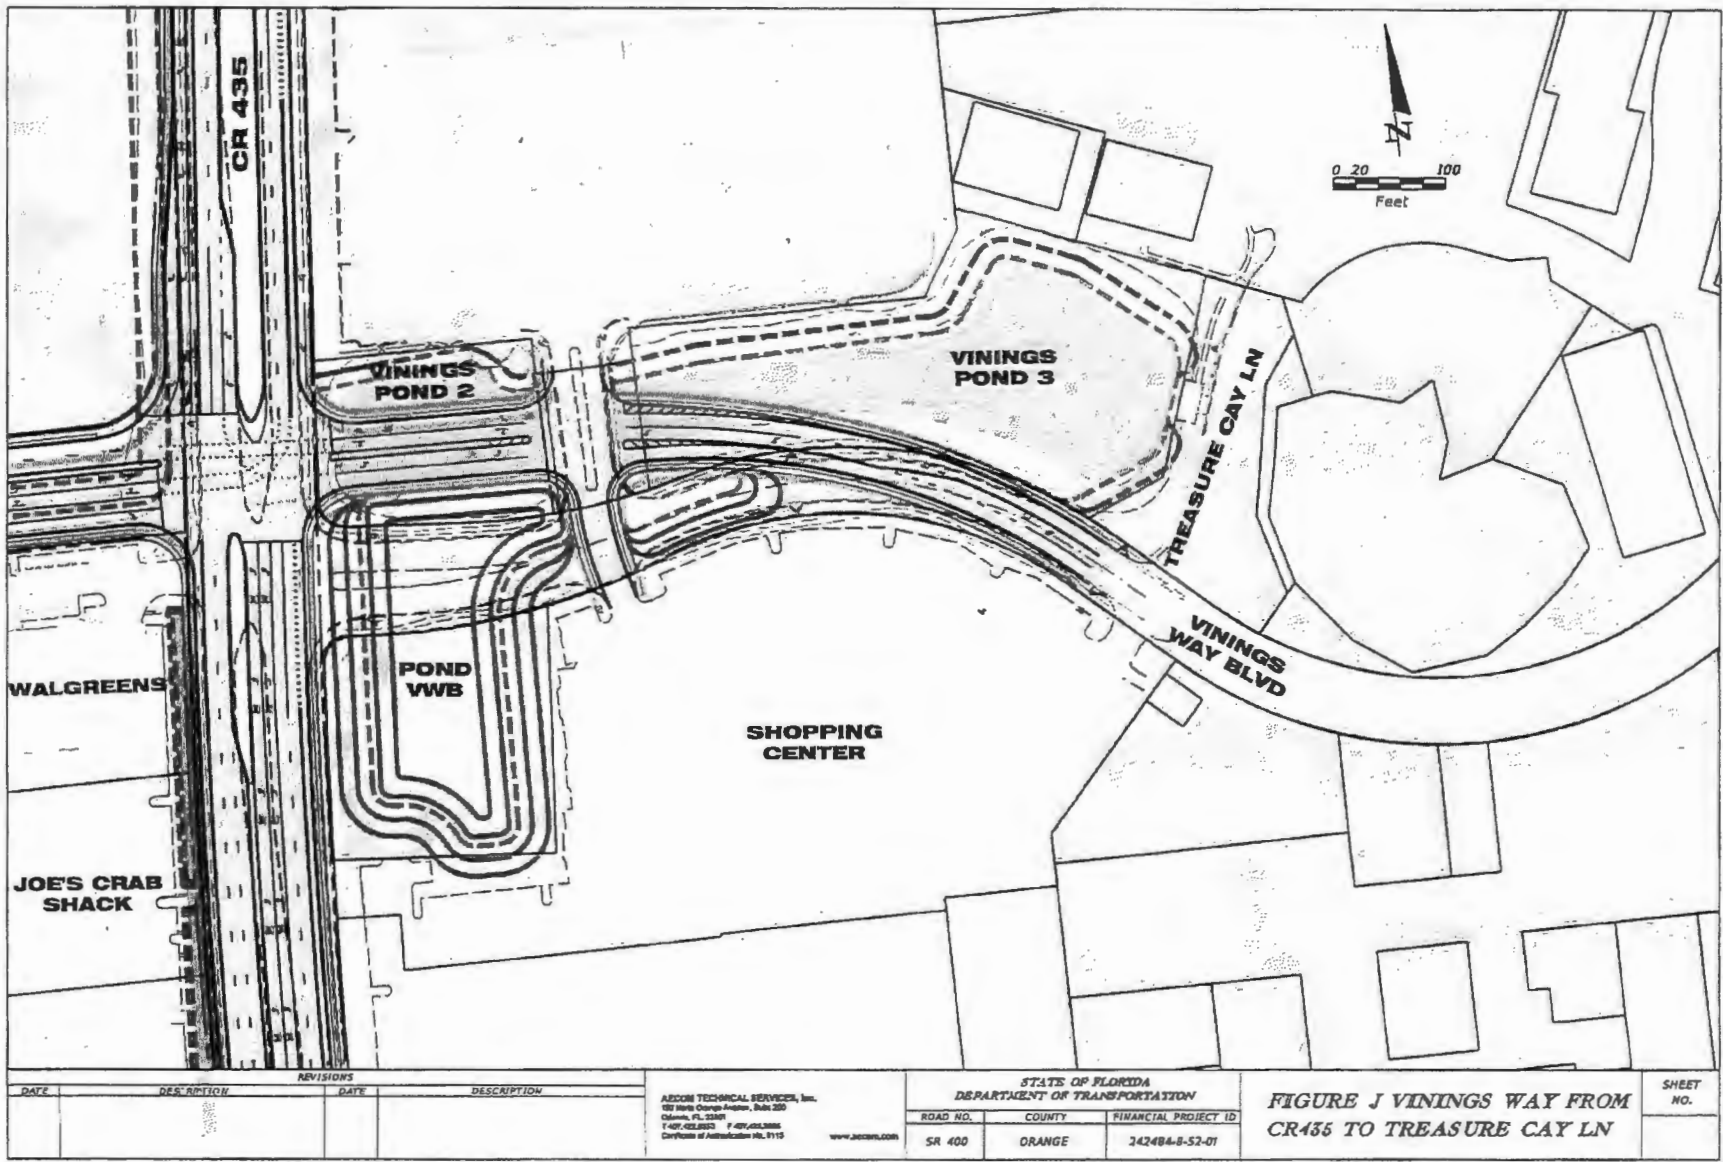 CR 435
N
0 20 100
Feet
VININGS
POND 2
VININGS
POND 3
TREASURE CAY LN
WALGREENS
POND
VWB
VININGS
WAY BLVD
SHOPPING
CENTER
JOE'S CRAB
SHACK
REVISIONS
DATE DESCRIPTION DATE DESCRIPTION
AECOM TECHNICAL SERVICES, Inc.
www.aecom.com
STATE OF FLORIDA
DEPARTMENT OF TRANSPORTATION
ROAD NO. COUNTY FINANCIAL PROJECT ID
SR 400 ORANGE 242484-8-52-01
FIGURE J VININGS WAY FROM
CR435 TO TREASURE CAY LN
SHEET
NO.